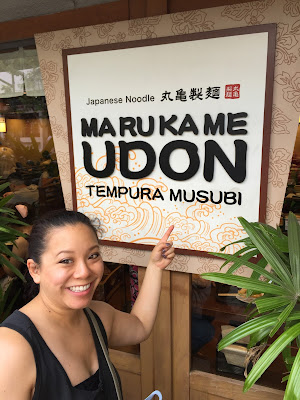 Japanese Noodle 丸亀製麺
MARUKAME
UDON
TEMPURA MUSUBI